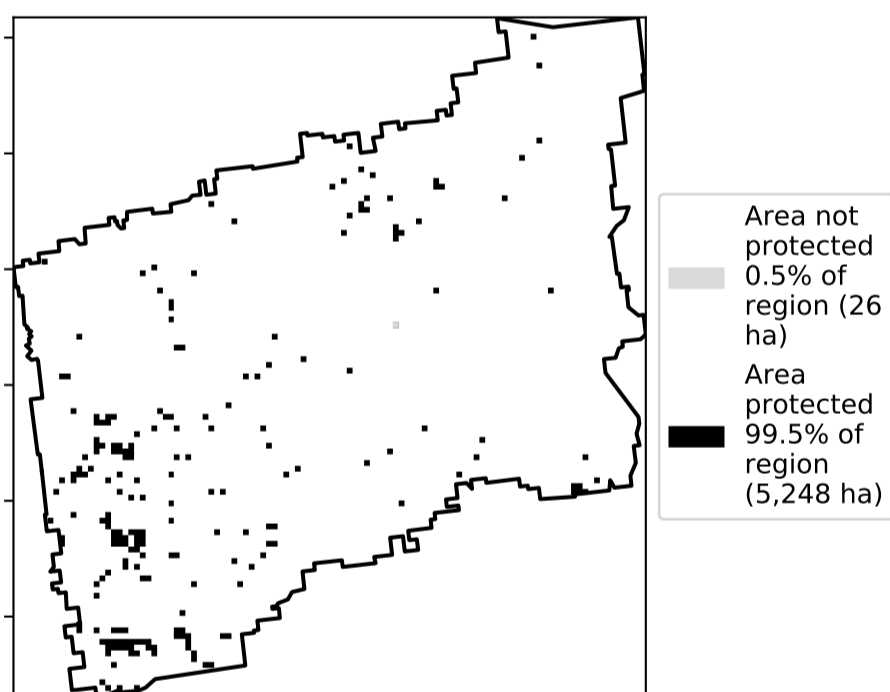 Area not
protected
0.5% of
region (26
ha)
Area
protected
99.5% of
region
(5,248 ha)